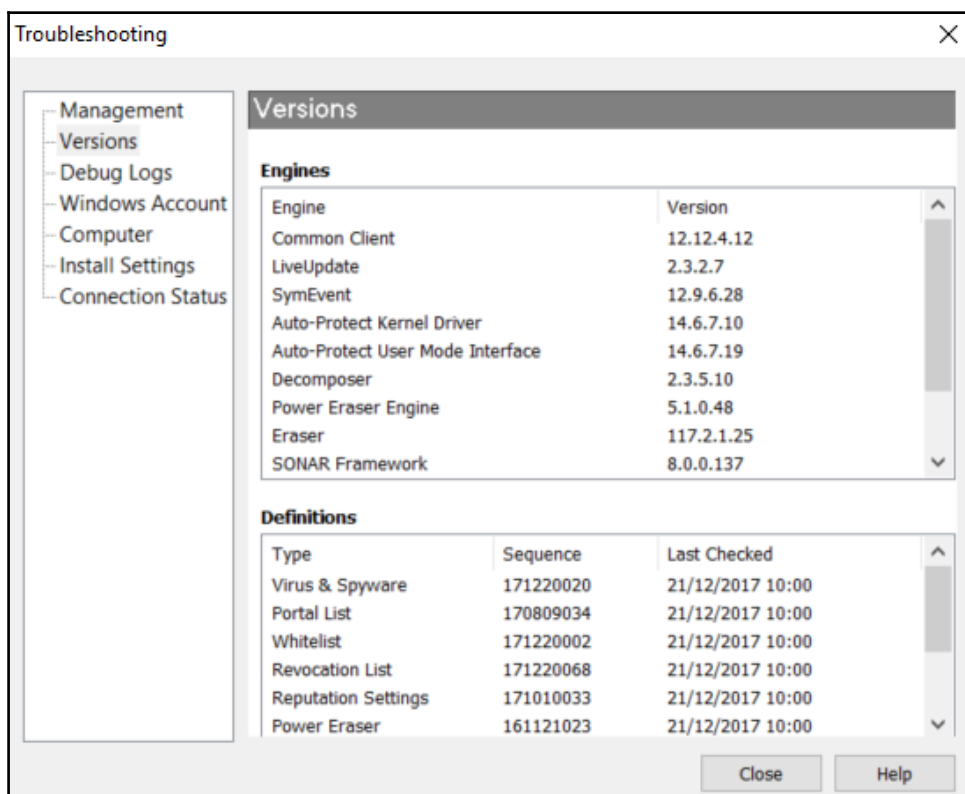 Troubleshooting
Management
Versions
Debug Logs
Windows Account
Computer
Install Settings
Connection Status
Versions
Engines
Engine Version
Common Client 12.12.4.12
LiveUpdate 2.3.2.7
SymEvent 12.9.6.28
Auto-Protect Kernel Driver 14.6.7.10
Auto-Protect User Mode Interface 14.6.7.19
Decomposer 2.3.5.10
Power Eraser Engine 5.1.0.48
Eraser 117.2.1.25
SONAR Framework 8.0.0.137
Definitions
Type Sequence Last Checked
Virus & Spyware 171220020 21/12/2017 10:00
Portal List 170809034 21/12/2017 10:00
Whitelist 171220002 21/12/2017 10:00
Revocation List 171220068 21/12/2017 10:00
Reputation Settings 171010033 21/12/2017 10:00
Power Eraser 161121023 21/12/2017 10:00
Close Help